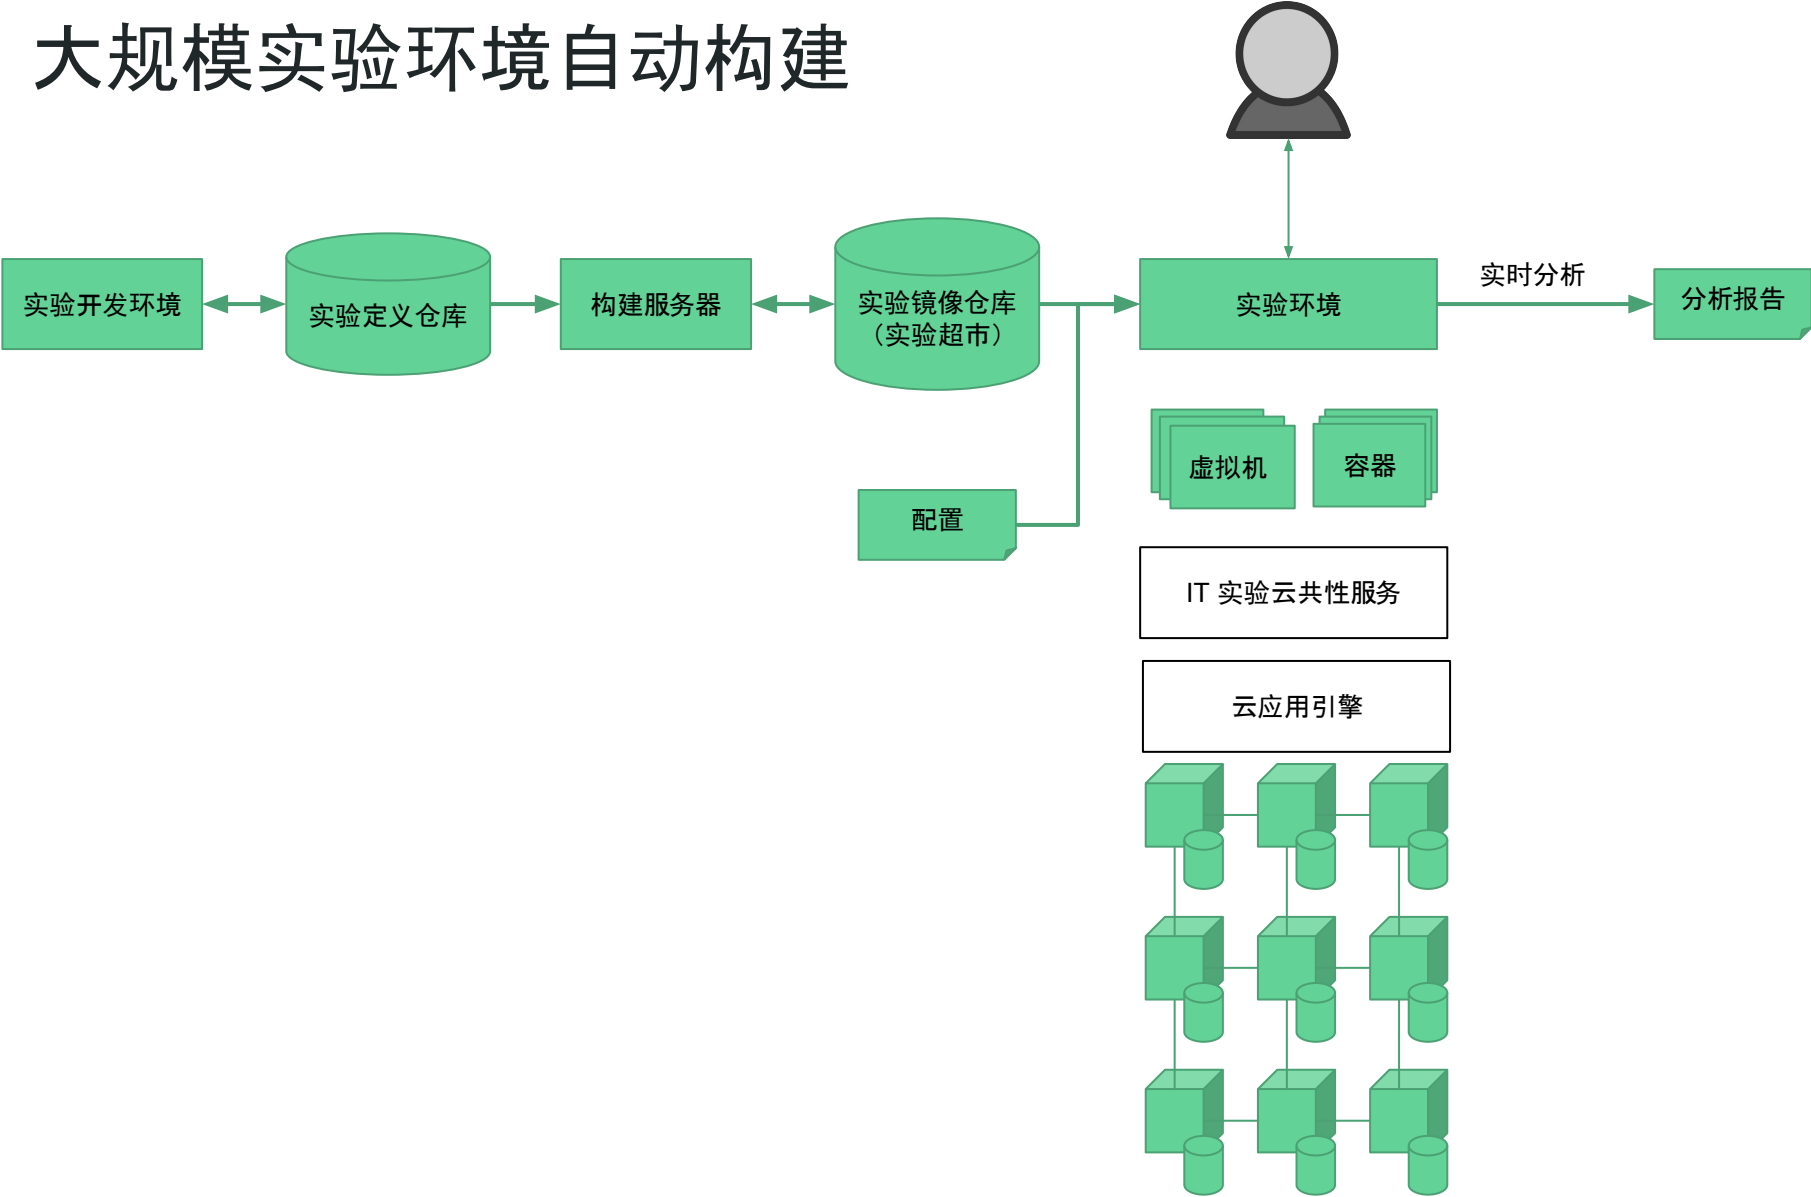 大规模实验环境自动构建
实验开发环境
实验定义仓库
构建服务器
实验镜像仓库
（实验超市）
实验环境
实时分析
分析报告
虚拟机
容器
配置
IT 实验云共性服务
云应用引擎